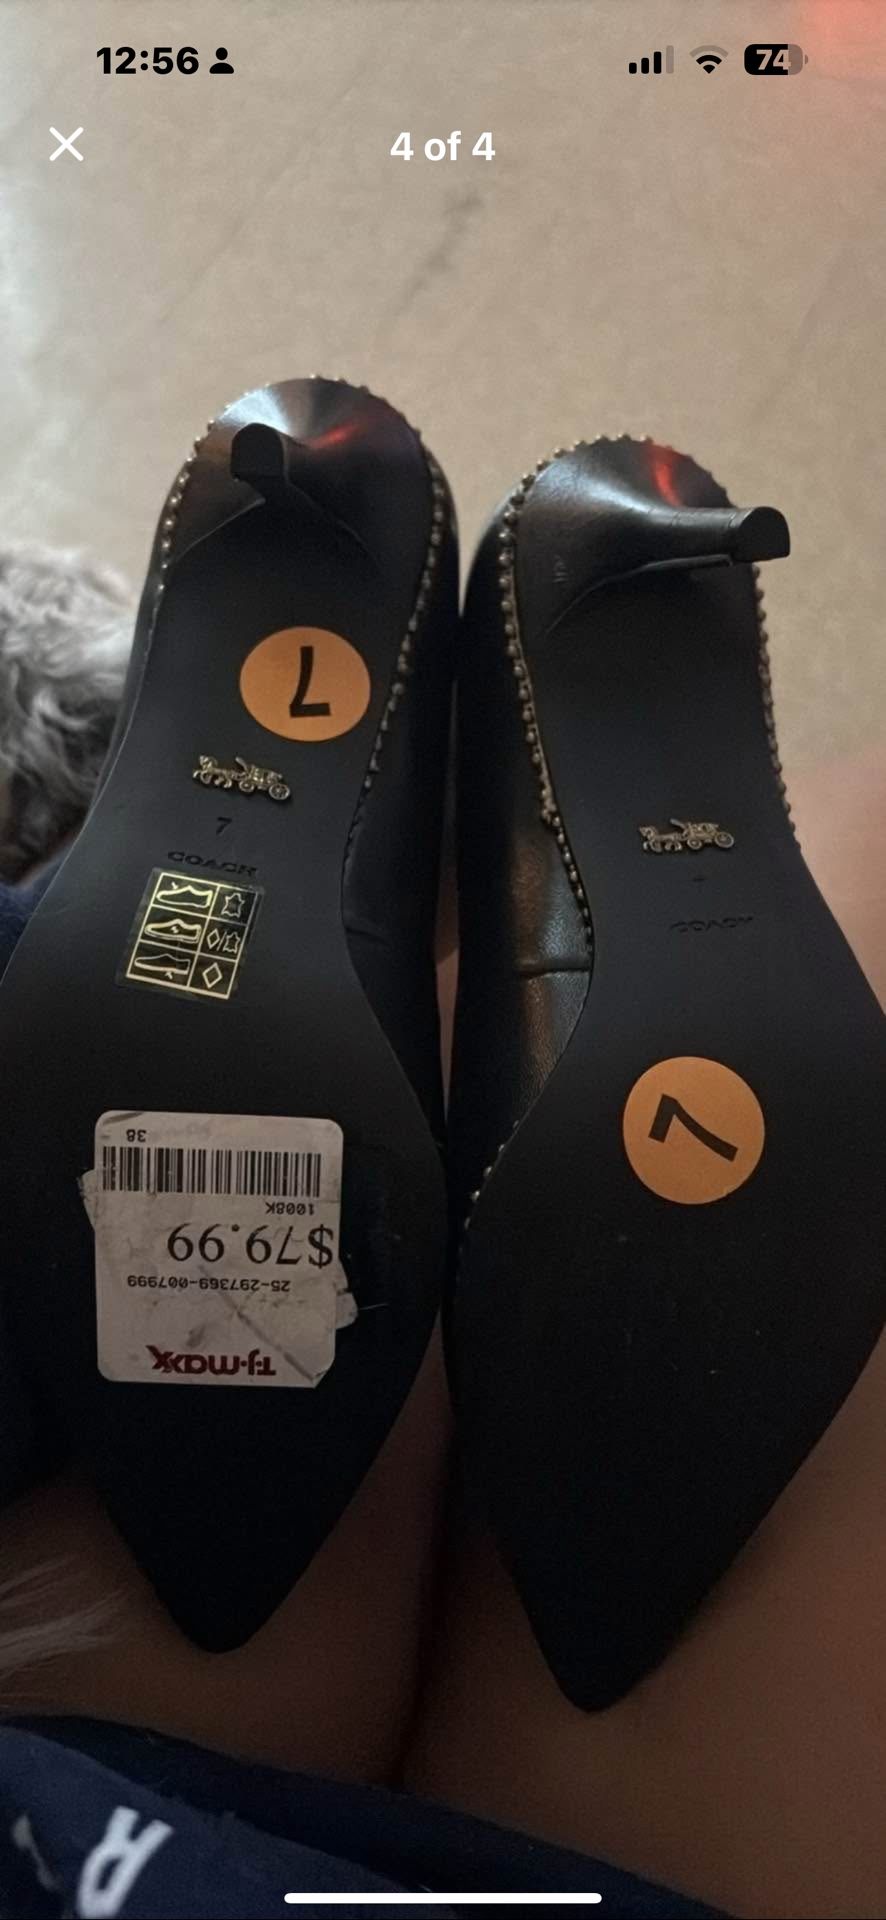 12:56
74
4 of 4
7
7
COACH
COACH
7
38
1008K
$79.99
25-297369-007999
TJ·maxx
R